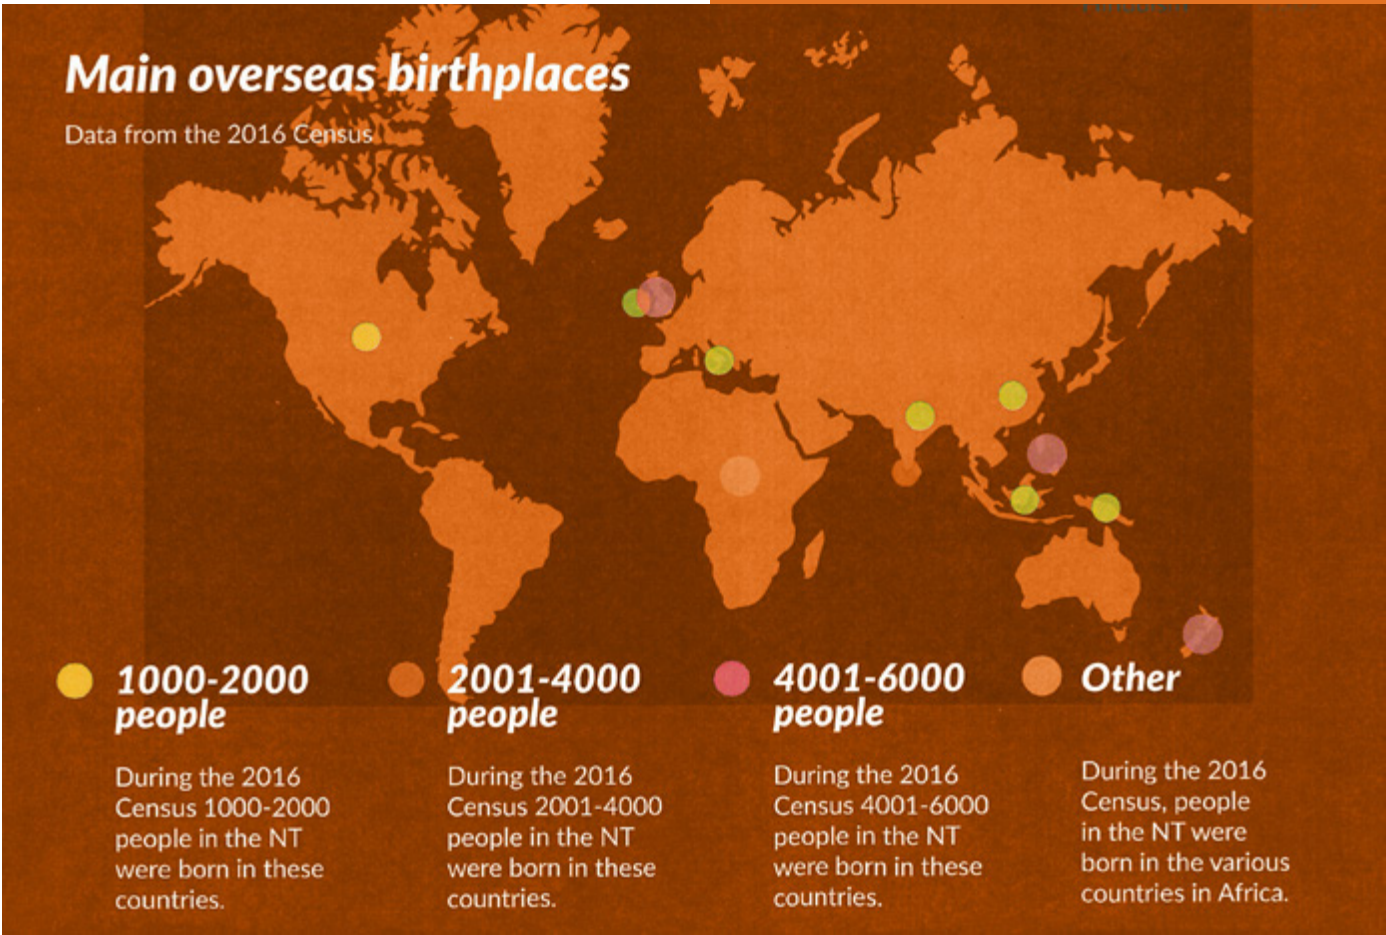 Main overseas birthplaces
Data from the 2016 Census
1000-2000
people
During the 2016
Census 1000-2000
people in the NT
were born in these
countries.
2001-4000
people
During the 2016
Census 2001-4000
people in the NT
were born in these
countries.
4001-6000
people
During the 2016
Census 4001-6000
people in the NT
were born in these
countries.
Other
During the 2016
Census, people
in the NT were
born in the various
countries in Africa.